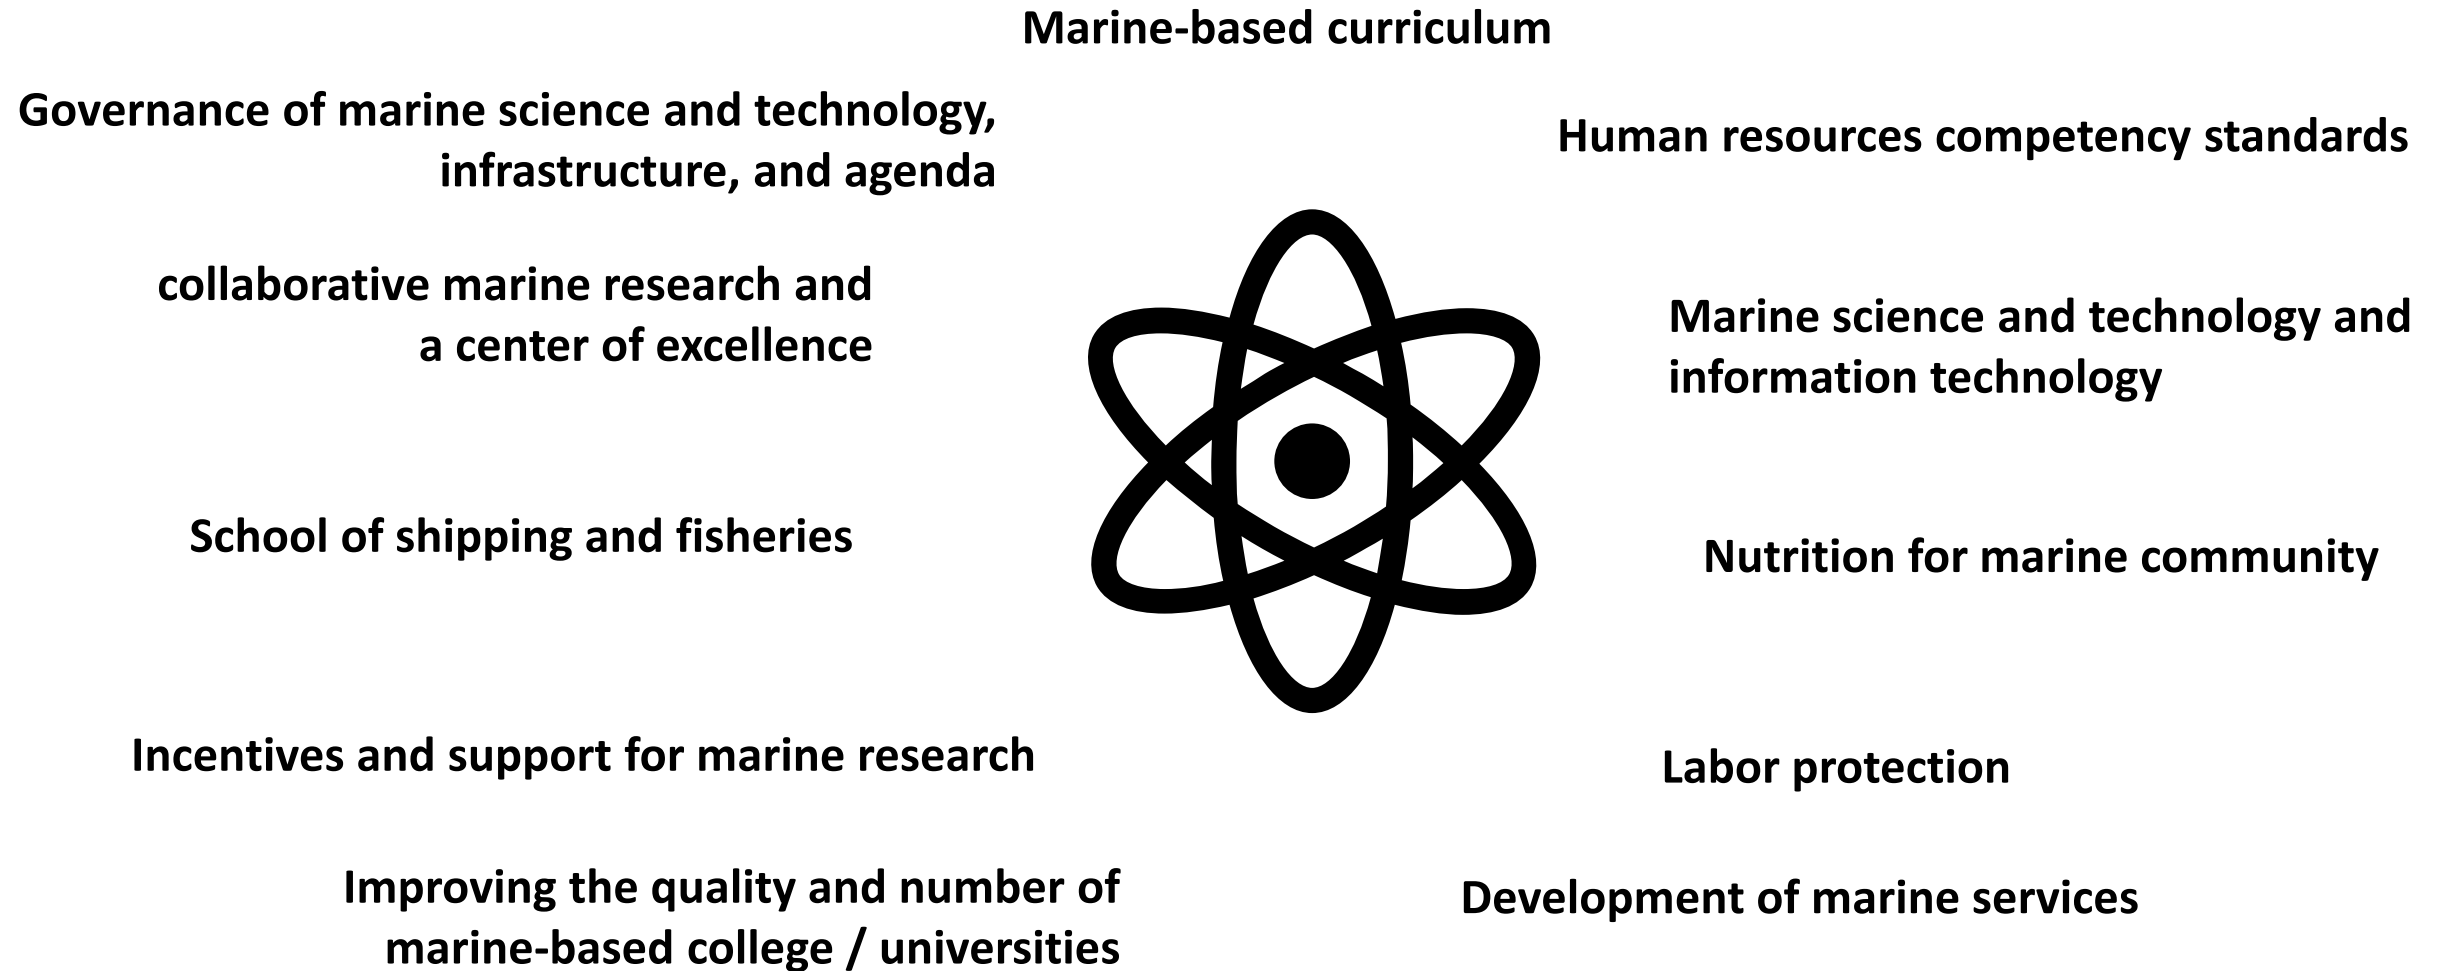 Marine-based curriculum
Governance of marine science and technology,
infrastructure, and agenda
Human resources competency standards
collaborative marine research and
a center of excellence
Marine science and technology and
information technology
School of shipping and fisheries
Nutrition for marine community
Incentives and support for marine research
Labor protection
Improving the quality and number of
marine-based college / universities
Development of marine services